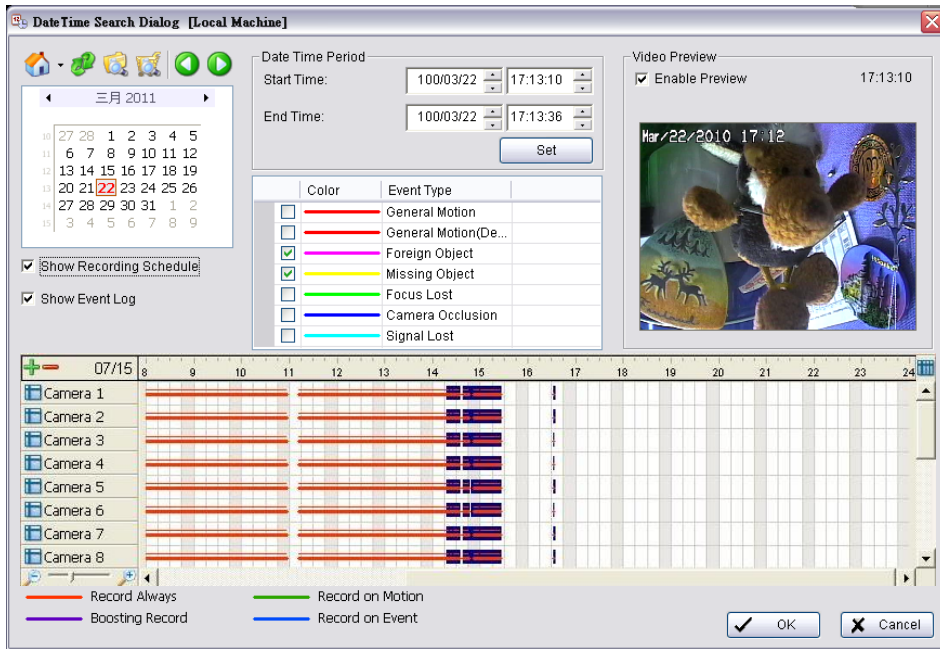 DateTime Search Dialog [Local Machine]
三月 2011
10 27 28 1 2 3 4 5
11 6 7 8 9 10 11 12
12 13 14 15 16 17 18 19
13 20 21 22 23 24 25 26
14 27 28 29 30 31 1 2
15 3 4 5 6 7 8 9
Show Recording Schedule
Show Event Log
Date Time Period
Start Time: 100/03/22 17:13:10
End Time: 100/03/22 17:13:36
Set
Color Event Type
General Motion
General Motion(De...
Foreign Object
Missing Object
Focus Lost
Camera Occlusion
Signal Lost
Video Preview
Enable Preview 17:13:10
Mar/22/2010 17:12
07/15 8 9 10 11 12 13 14 15 16 17 18 19 20 21 22 23 24
Camera 1
Camera 2
Camera 3
Camera 4
Camera 5
Camera 6
Camera 7
Camera 8
Record Always Record on Motion
Boosting Record Record on Event
OK Cancel